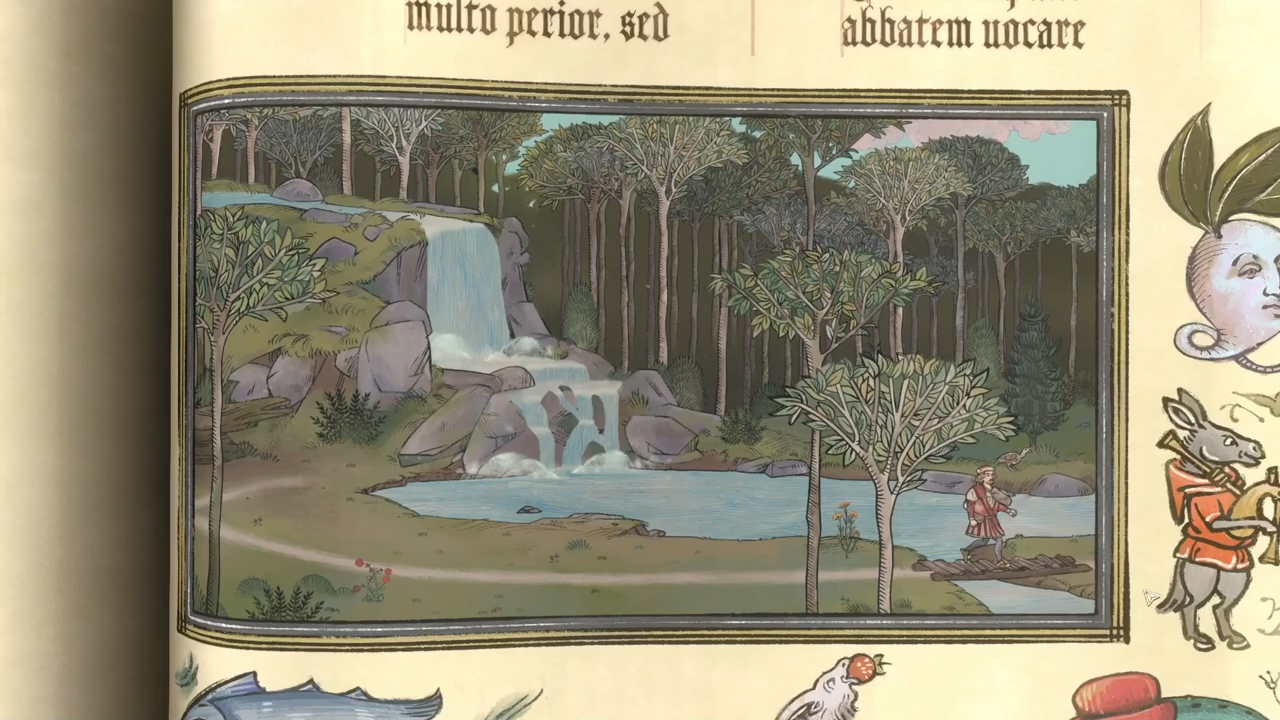 multo perior, sed
abbatem uocare